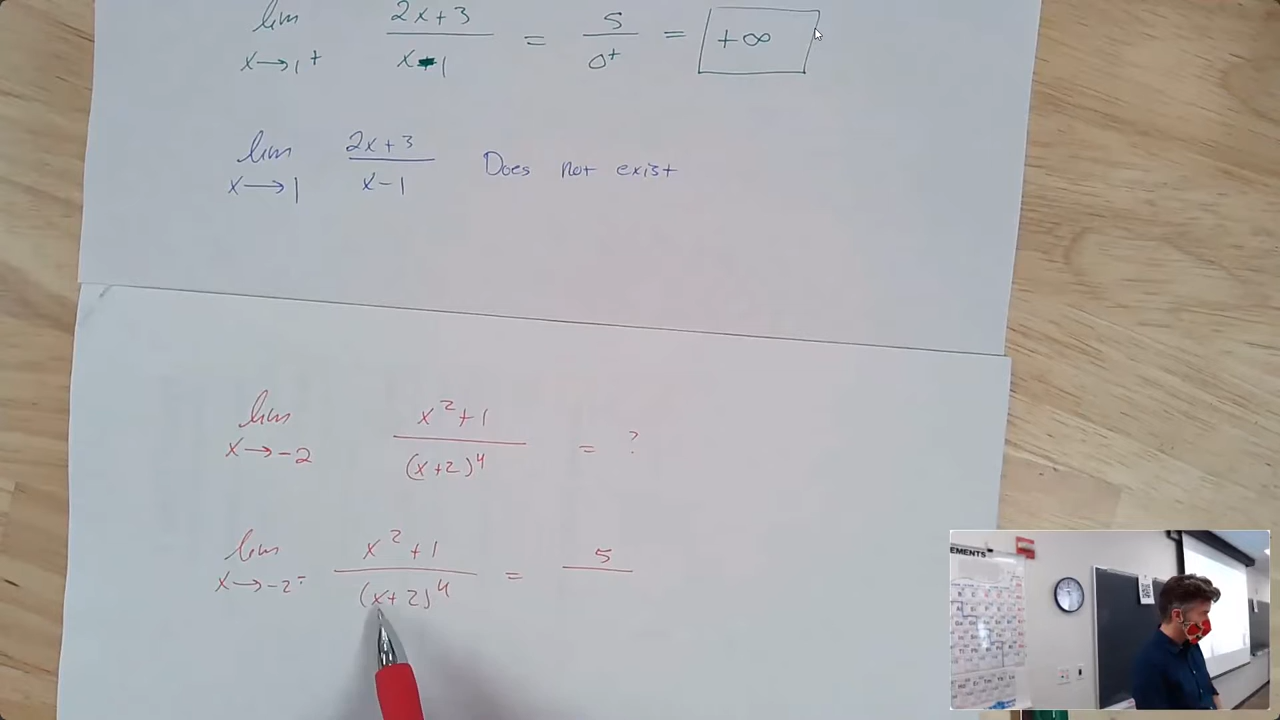 lim x→1⁺ (2x+3)/(x-1) = 5/0⁺ = +∞
lim x→1 (2x+3)/(x-1) Does not exist
lim x→-2 (x²+1)/(x+2)⁴ = ?
lim x→-2⁻ (x²+1)/(x+2)⁴ = 5/
EMENTS